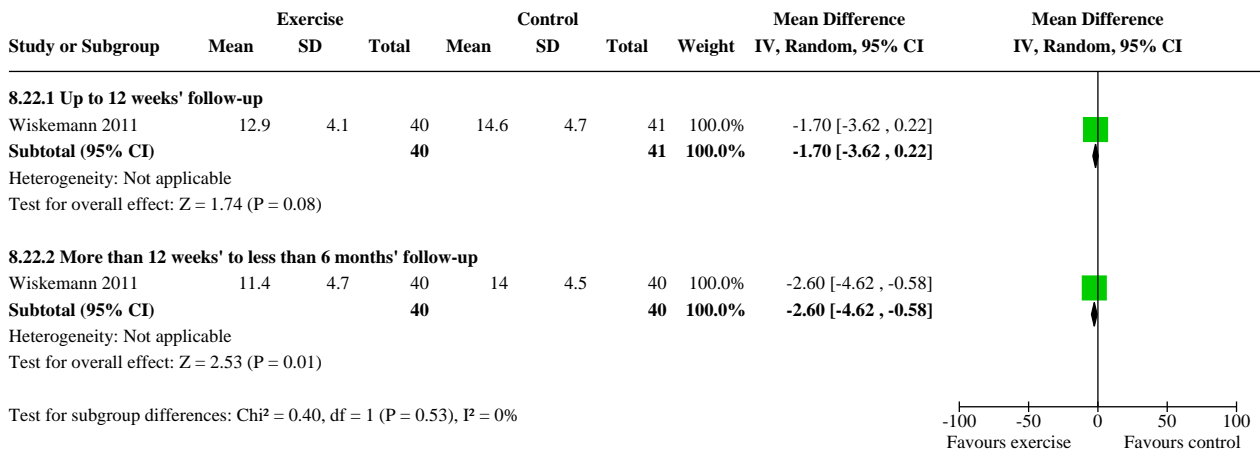 Exercise Control Mean Difference Mean Difference
Study or Subgroup Mean SD Total Mean SD Total Weight IV, Random, 95% CI IV, Random, 95% CI
8.22.1 Up to 12 weeks' follow-up
Wiskemann 2011 12.9 4.1 40 14.6 4.7 41 100.0% -1.70 [-3.62 , 0.22]
Subtotal (95% CI) 40 41 100.0% -1.70 [-3.62 , 0.22]
Heterogeneity: Not applicable
Test for overall effect: Z = 1.74 (P = 0.08)
8.22.2 More than 12 weeks' to less than 6 months' follow-up
Wiskemann 2011 11.4 4.7 40 14 4.5 40 100.0% -2.60 [-4.62 , -0.58]
Subtotal (95% CI) 40 40 100.0% -2.60 [-4.62 , -0.58]
Heterogeneity: Not applicable
Test for overall effect: Z = 2.53 (P = 0.01)
Test for subgroup differences: Chi² = 0.40, df = 1 (P = 0.53), I² = 0%
-100 -50 0 50 100
Favours exercise Favours control